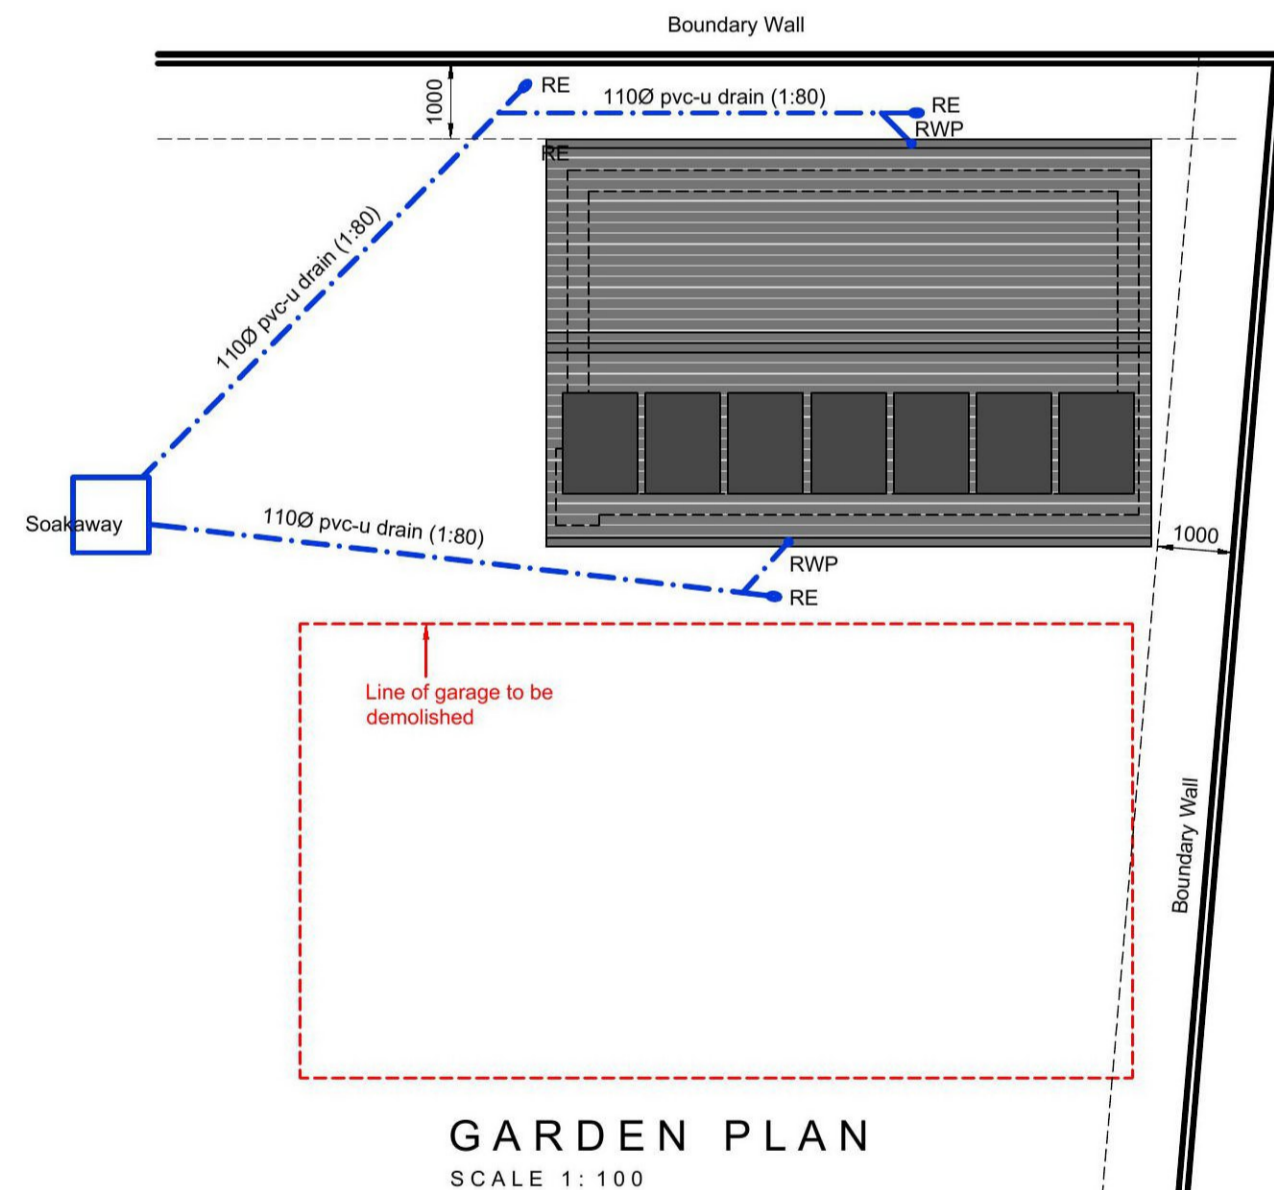 Boundary Wall
RE
110Ø pvc-u drain (1:80)
RE
1000
RWP
RE
110Ø pvc-u drain (1:80)
Soakaway
110Ø pvc-u drain (1:80)
1000
RWP
RE
Line of garage to be
demolished
Boundary Wall
GARDEN PLAN
SCALE 1: 100